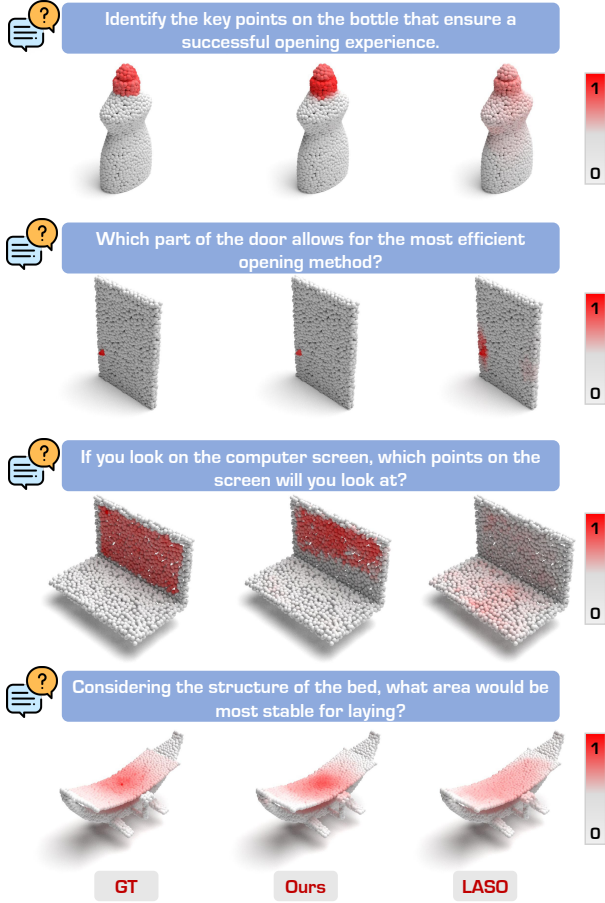 Identify the key points on the bottle that ensure a
successful opening experience.
1
0
Which part of the door allows for the most efficient
opening method?
1
0
If you look on the computer screen, which points on the
screen will you look at?
1
0
Considering the structure of the bed, what area would be
most stable for laying?
1
0
GT Ours LASO